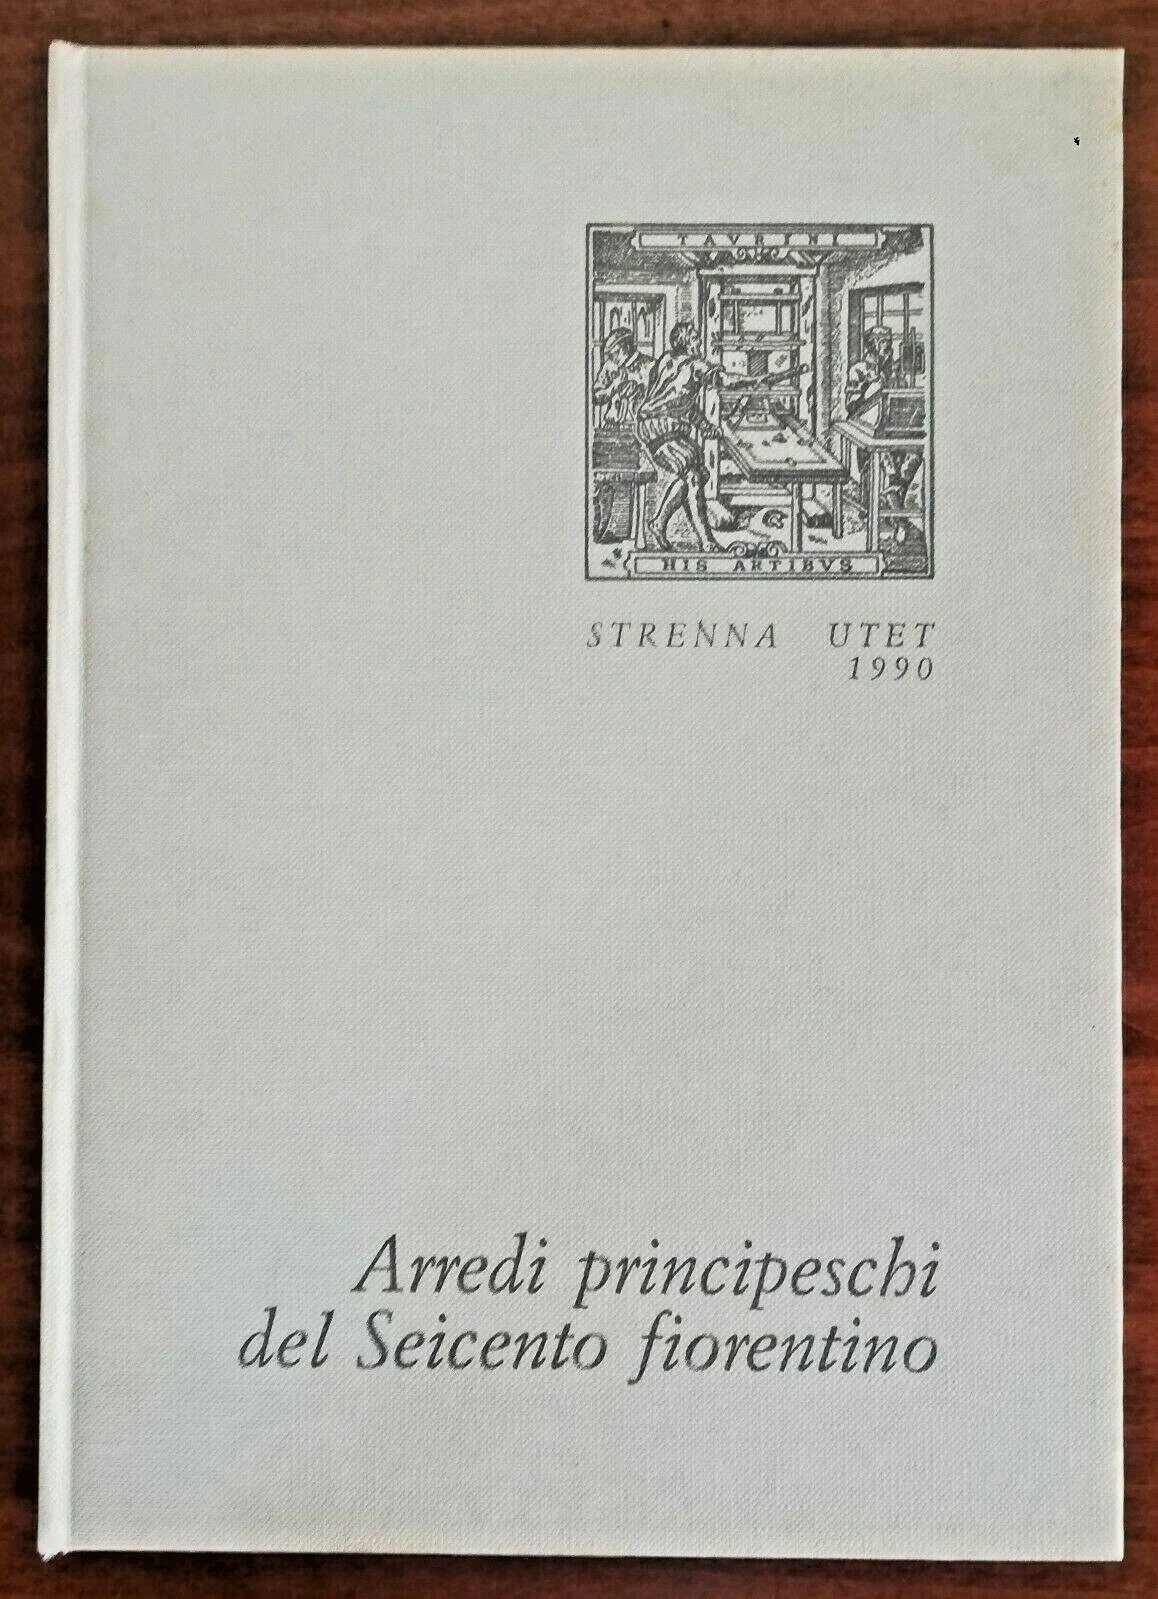 TAVRINI
HIS ARTIBVS
STRENNA UTET
1990
Arredi principeschi
del Seicento fiorentino